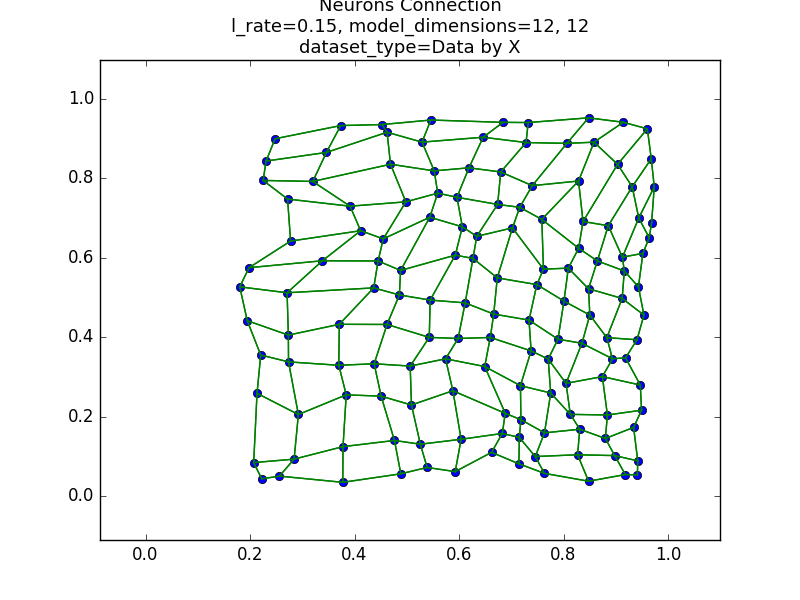 Neurons Connection
l_rate=0.15, model_dimensions=12, 12
dataset_type=Data by X
1.0
0.8
0.6
0.4
0.2
0.0
0.0 0.2 0.4 0.6 0.8 1.0